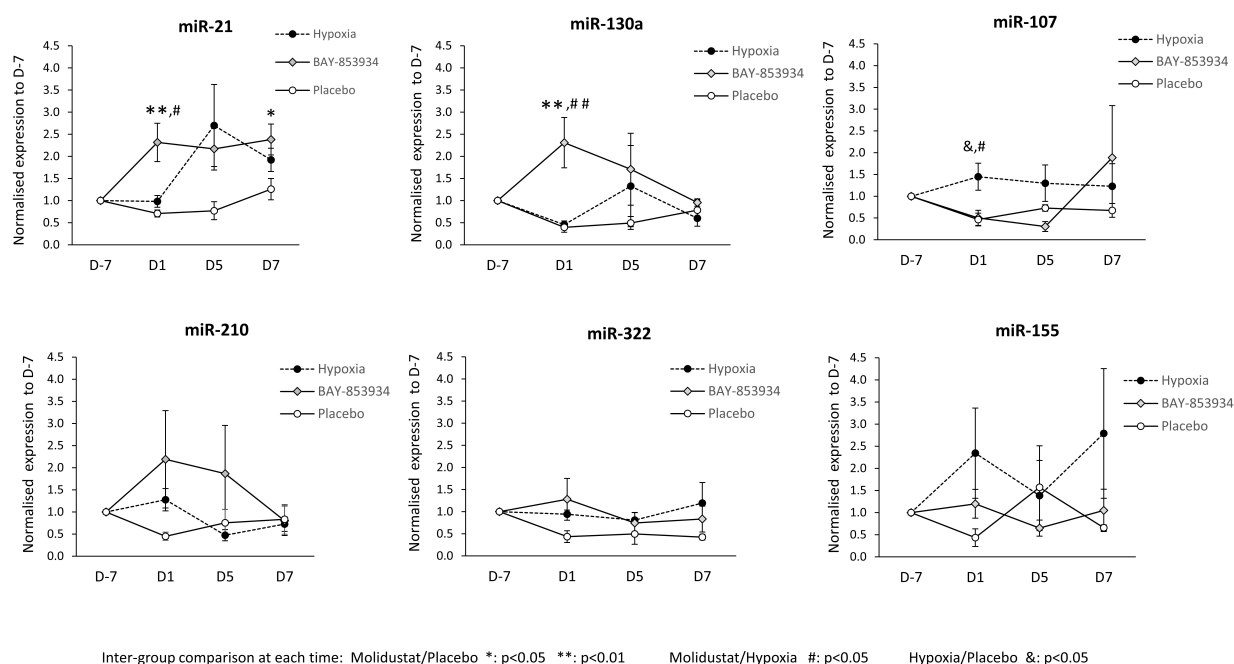 miR-21
Normalised expression to D-7
4.5
4.0
3.5
3.0
2.5
2.0
1.5
1.0
0.5
0.0
D-7 D1 D5 D7
**,#
*
Hypoxia
BAY-853934
Placebo
miR-130a
Normalised expression to D-7
4.5
4.0
3.5
3.0
2.5
2.0
1.5
1.0
0.5
0.0
D-7 D1 D5 D7
**,# #
Hypoxia
BAY-853934
Placebo
miR-107
Normalised expression to D-7
4.5
4.0
3.5
3.0
2.5
2.0
1.5
1.0
0.5
0.0
D-7 D1 D5 D7
&,#
Hypoxia
BAY-853934
Placebo
miR-210
Normalised expression to D-7
4.5
4.0
3.5
3.0
2.5
2.0
1.5
1.0
0.5
0.0
D-7 D1 D5 D7
Hypoxia
BAY-853934
Placebo
miR-322
Normalised expression to D-7
4.5
4.0
3.5
3.0
2.5
2.0
1.5
1.0
0.5
0.0
D-7 D1 D5 D7
Hypoxia
BAY-853934
Placebo
miR-155
Normalised expression to D-7
4.5
4.0
3.5
3.0
2.5
2.0
1.5
1.0
0.5
0.0
D-7 D1 D5 D7
Hypoxia
BAY-853934
Placebo
Inter-group comparison at each time: Molidustat/Placebo *: p<0.05 **: p<0.01 Molidustat/Hypoxia #: p<0.05 Hypoxia/Placebo &: p<0.05